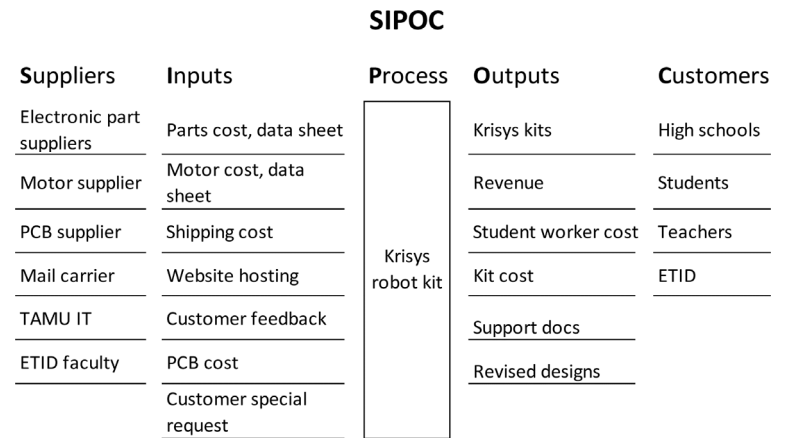 SIPOC
Suppliers
Inputs
Process
Outputs
Customers
Electronic part
suppliers
Motor supplier
PCB supplier
Mail carrier
TAMU IT
ETID faculty
Parts cost, data sheet
Motor cost, data
sheet
Shipping cost
Website hosting
Customer feedback
PCB cost
Customer special
request
Krisys
robot kit
Krisys kits
Revenue
Student worker cost
Kit cost
Support docs
Revised designs
High schools
Students
Teachers
ETID